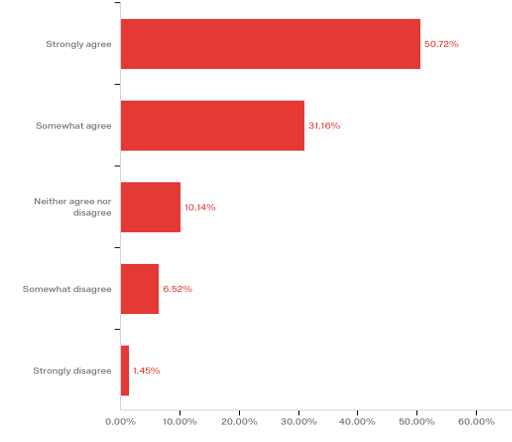 Strongly agree
50.72%
Somewhat agree
31.16%
Neither agree nor
disagree
10.14%
Somewhat disagree
6.52%
Strongly disagree
1.45%
0.00% 10.00% 20.00% 30.00% 40.00% 50.00% 60.00%